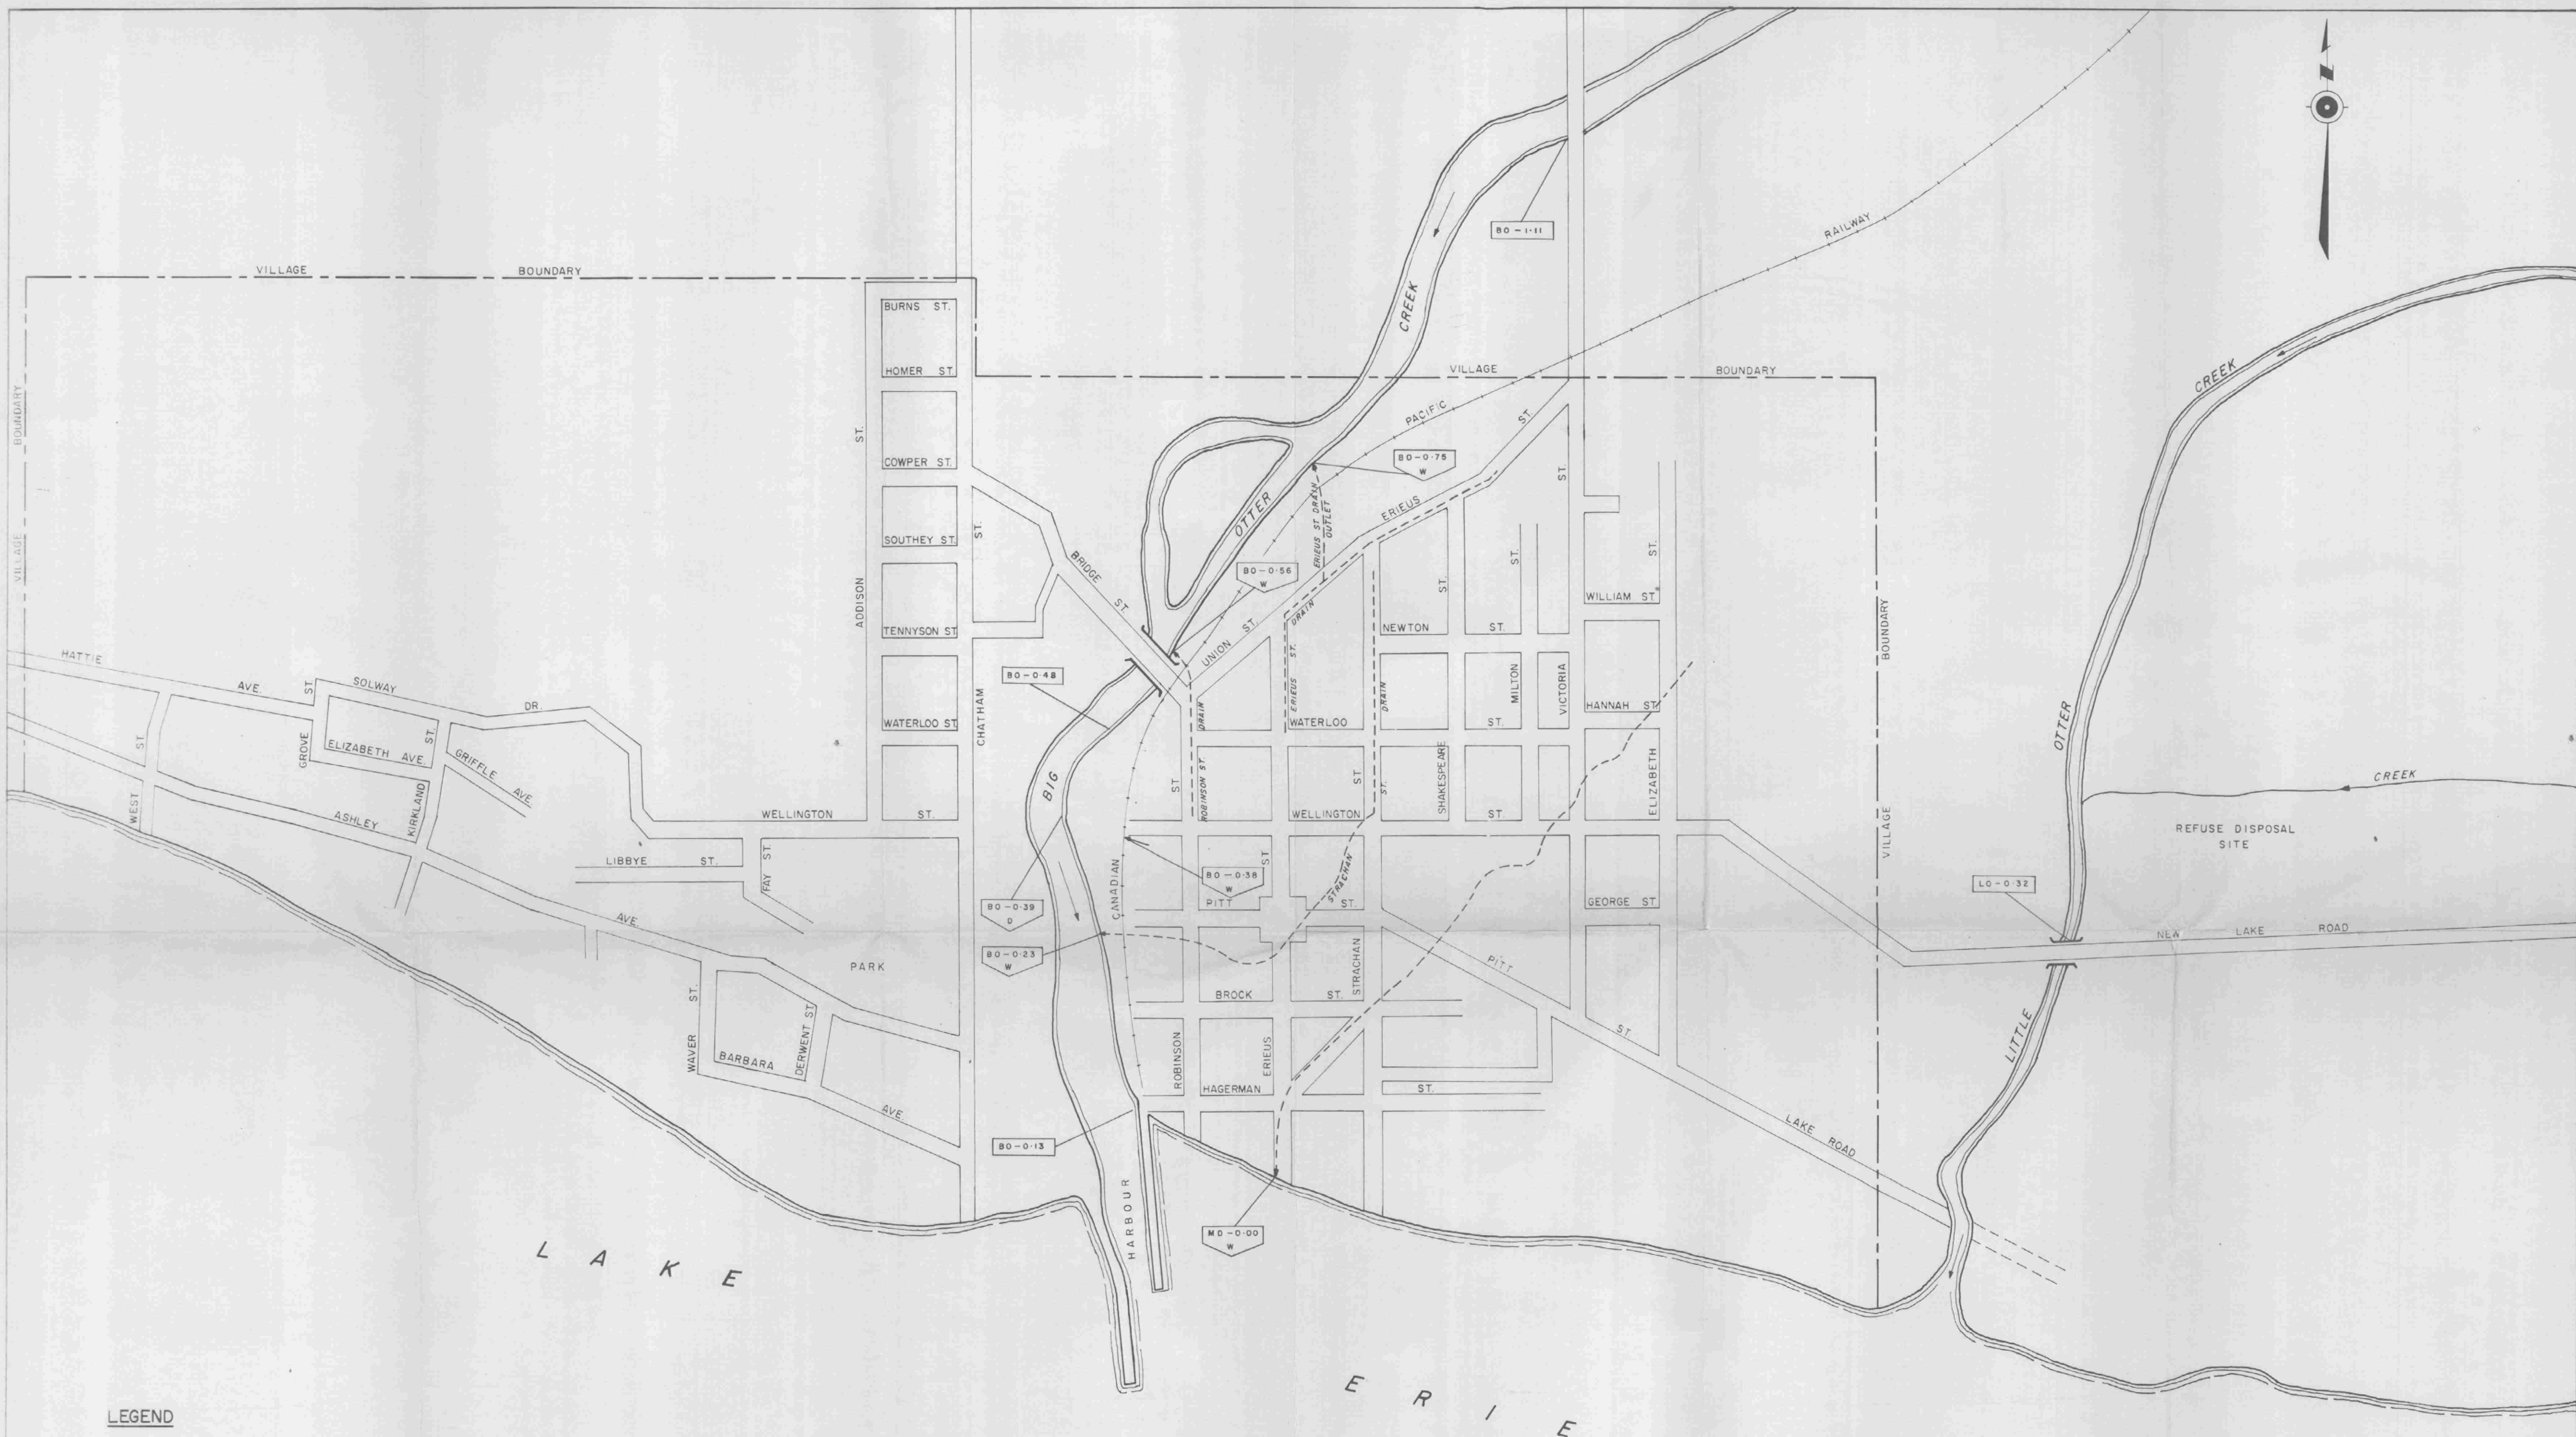 VILLAGE BOUNDARY
VILLAGE BOUNDARY
VILLAGE BOUNDARY
VILLAGE BOUNDARY
BO-1·11
CREEK
RAILWAY
PACIFIC
CANADIAN
BURNS ST.
HOMER ST.
COWPER ST.
SOUTHEY ST.
TENNYSON ST.
WATERLOO ST.
ADDISON ST.
CHATHAM ST.
BRIDGE ST.
OTTER
BO-0·75
W
BO-0·56
W
ERIEUS ST. DRAIN
OUTLET
ERIEUS ST.
UNION ST.
ERIEUS ST. DRAIN
NEWTON ST.
WILLIAM ST.
ST.
HANNAH ST.
MILTON ST.
VICTORIA
SHAKESPEARE ST.
ELIZABETH ST.
WATERLOO ST.
DRAIN ST.
ROBINSON ST. DRAIN
ST.
ST.
HATTIE AVE.
SOLWAY DR.
GROVE ST.
ELIZABETH AVE.
GRIFFLE AVE.
KIRKLAND ST.
WEST ST.
ASHLEY AVE.
LIBBYE ST.
FAY ST.
WELLINGTON ST.
WELLINGTON ST.
PARK
WAVER ST.
BARBARA AVE.
DERWENT ST.
BO-0·48
BIG
BO-0·39
D
BO-0·38
W
BO-0·23
W
BO-0·13
PITT ST.
STRACHAN
STRACHAN
ST.
GEORGE ST.
PITT ST.
BROCK ST.
ROBINSON
ERIEUS
HAGERMAN ST.
HARBOUR
MD-0·00
W
LAKE ROAD
NEW LAKE ROAD
LO-0·32
REFUSE DISPOSAL
SITE
CREEK
CREEK
OTTER
LITTLE
LAKE
ERIE
LEGEND